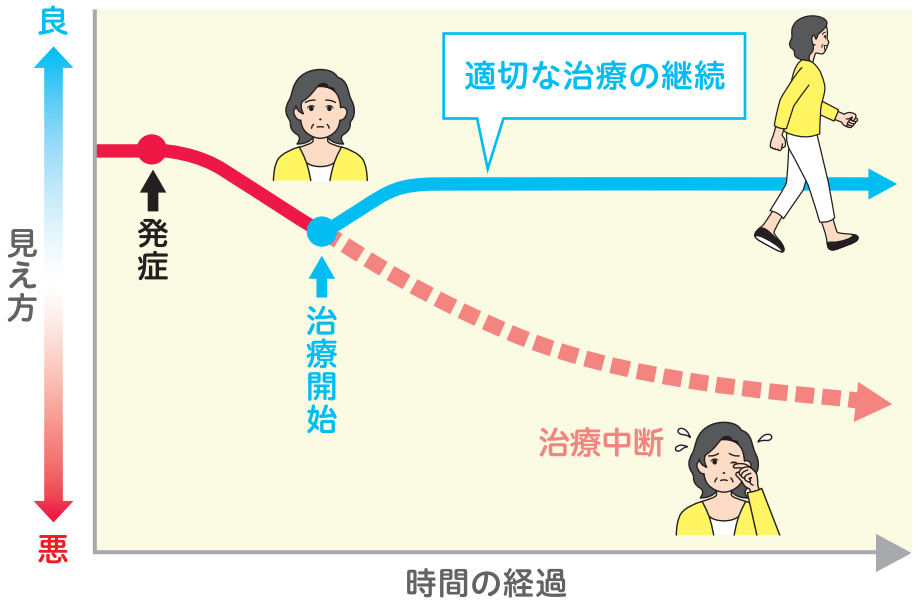 良
見え方
悪
発症
治療開始
適切な治療の継続
治療中断
時間の経過